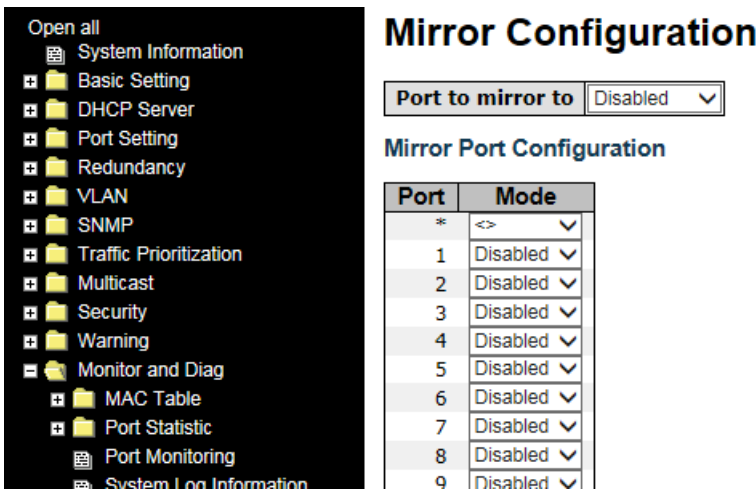 Open all
System Information
Basic Setting
DHCP Server
Port Setting
Redundancy
VLAN
SNMP
Traffic Prioritization
Multicast
Security
Warning
Monitor and Diag
MAC Table
Port Statistic
Port Monitoring
System Log Information
Mirror Configuration
Port to mirror to Disabled
Mirror Port Configuration
Port Mode
* <>
1 Disabled
2 Disabled
3 Disabled
4 Disabled
5 Disabled
6 Disabled
7 Disabled
8 Disabled
9 Disabled